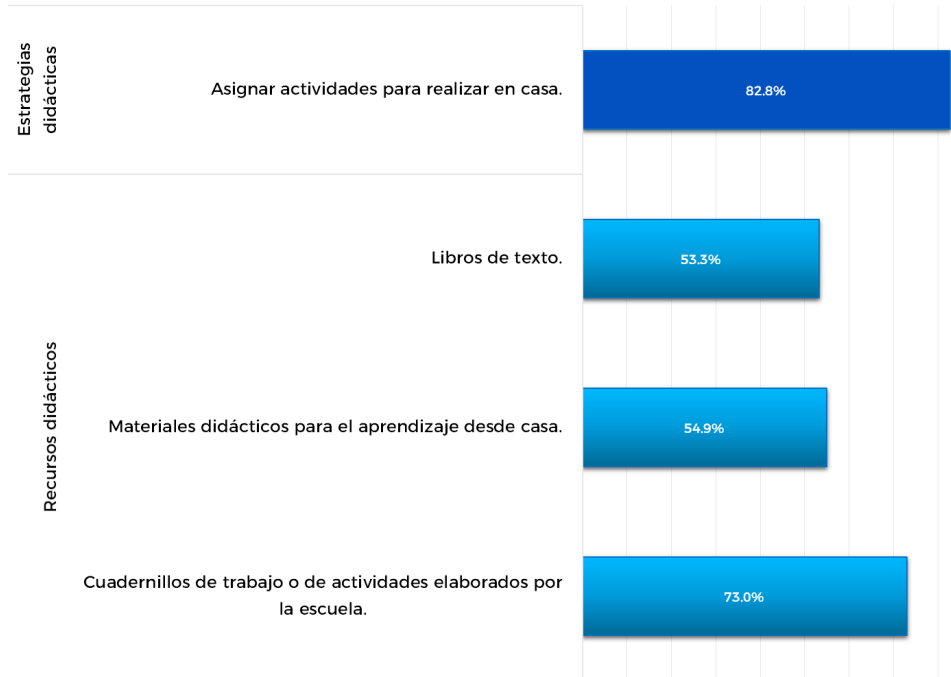 Estrategias
didácticas
Asignar actividades para realizar en casa.
82.8%
Recursos didácticos
Libros de texto.
53.3%
Materiales didácticos para el aprendizaje desde casa.
54.9%
Cuadernillos de trabajo o de actividades elaborados por
la escuela.
73.0%